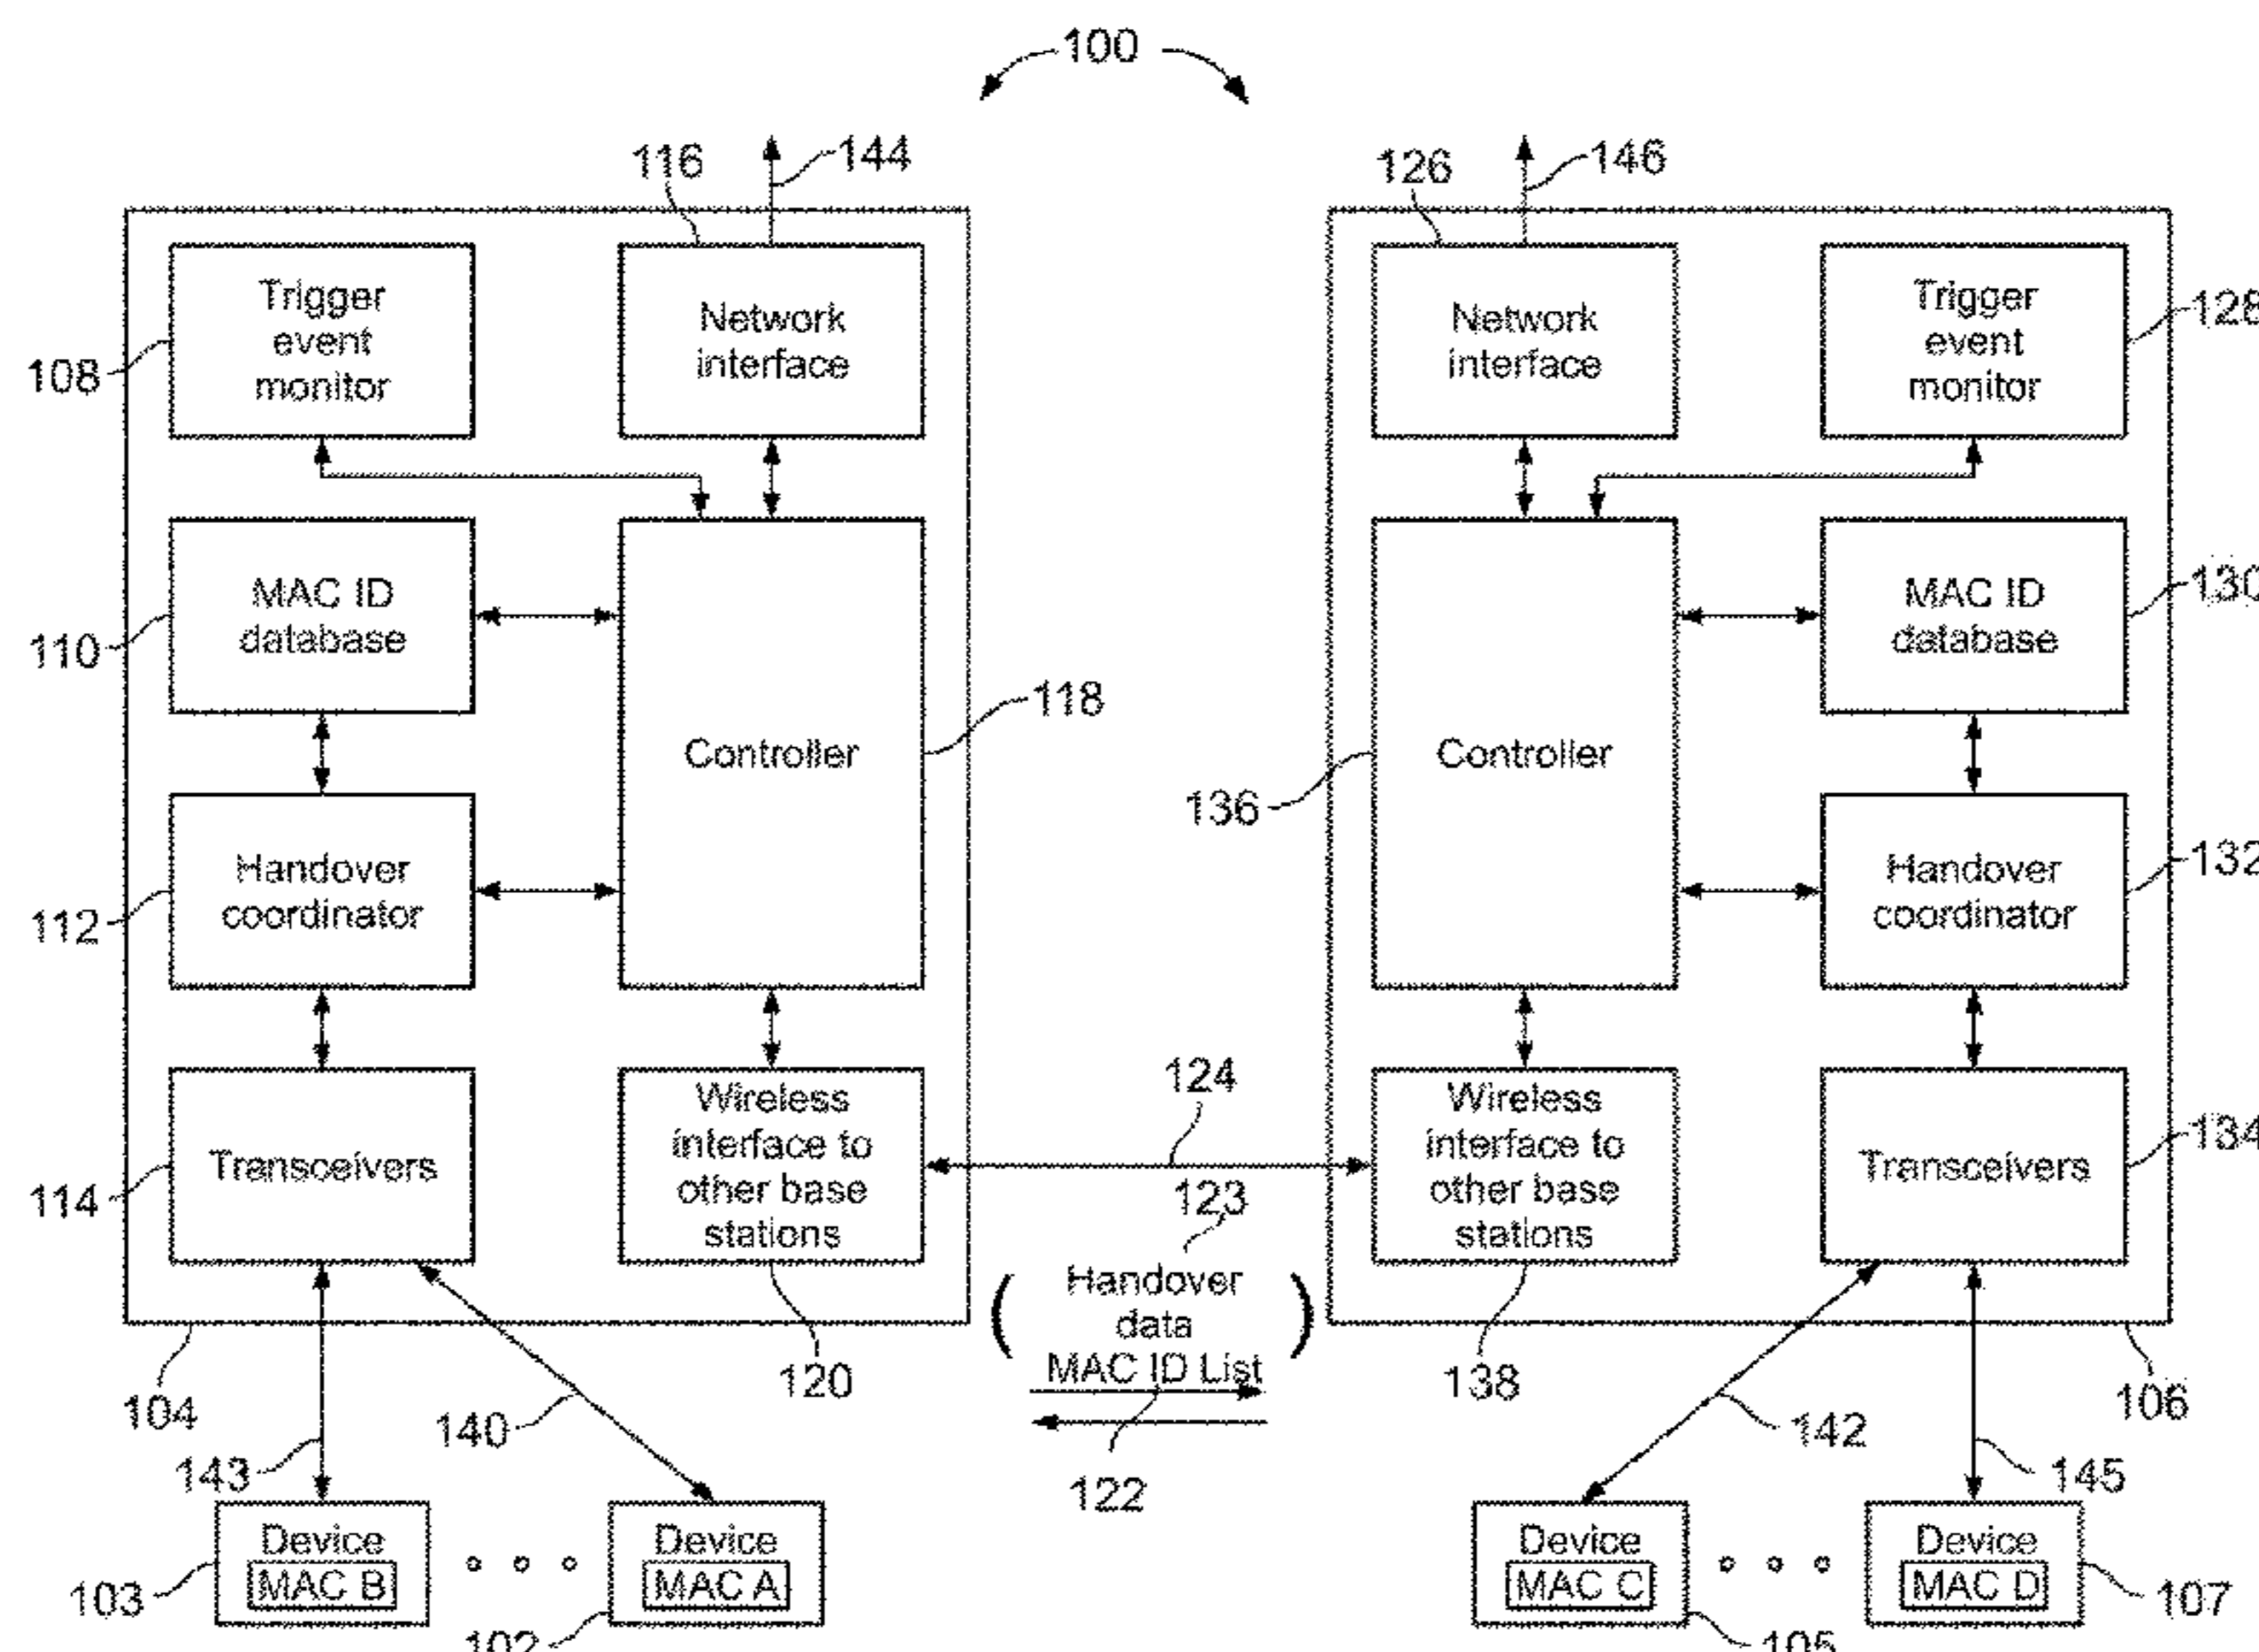 100
116
144
126
146
Trigger
event
monitor
108
Network
interface
Network
interface
Trigger
event
monitor
128
MAC ID
database
110
Controller
118
Controller
136
MAC ID
database
130
Handover
coordinator
112
Handover
coordinator
132
Transceivers
114
Wireless
interface to
other base
stations
120
124
123
Handover
data
MAC ID List
122
Wireless
interface to
other base
stations
138
Transceivers
134
104
140
143
106
142
145
Device
MAC B
103
Device
MAC A
102
Device
MAC C
105
Device
MAC D
107